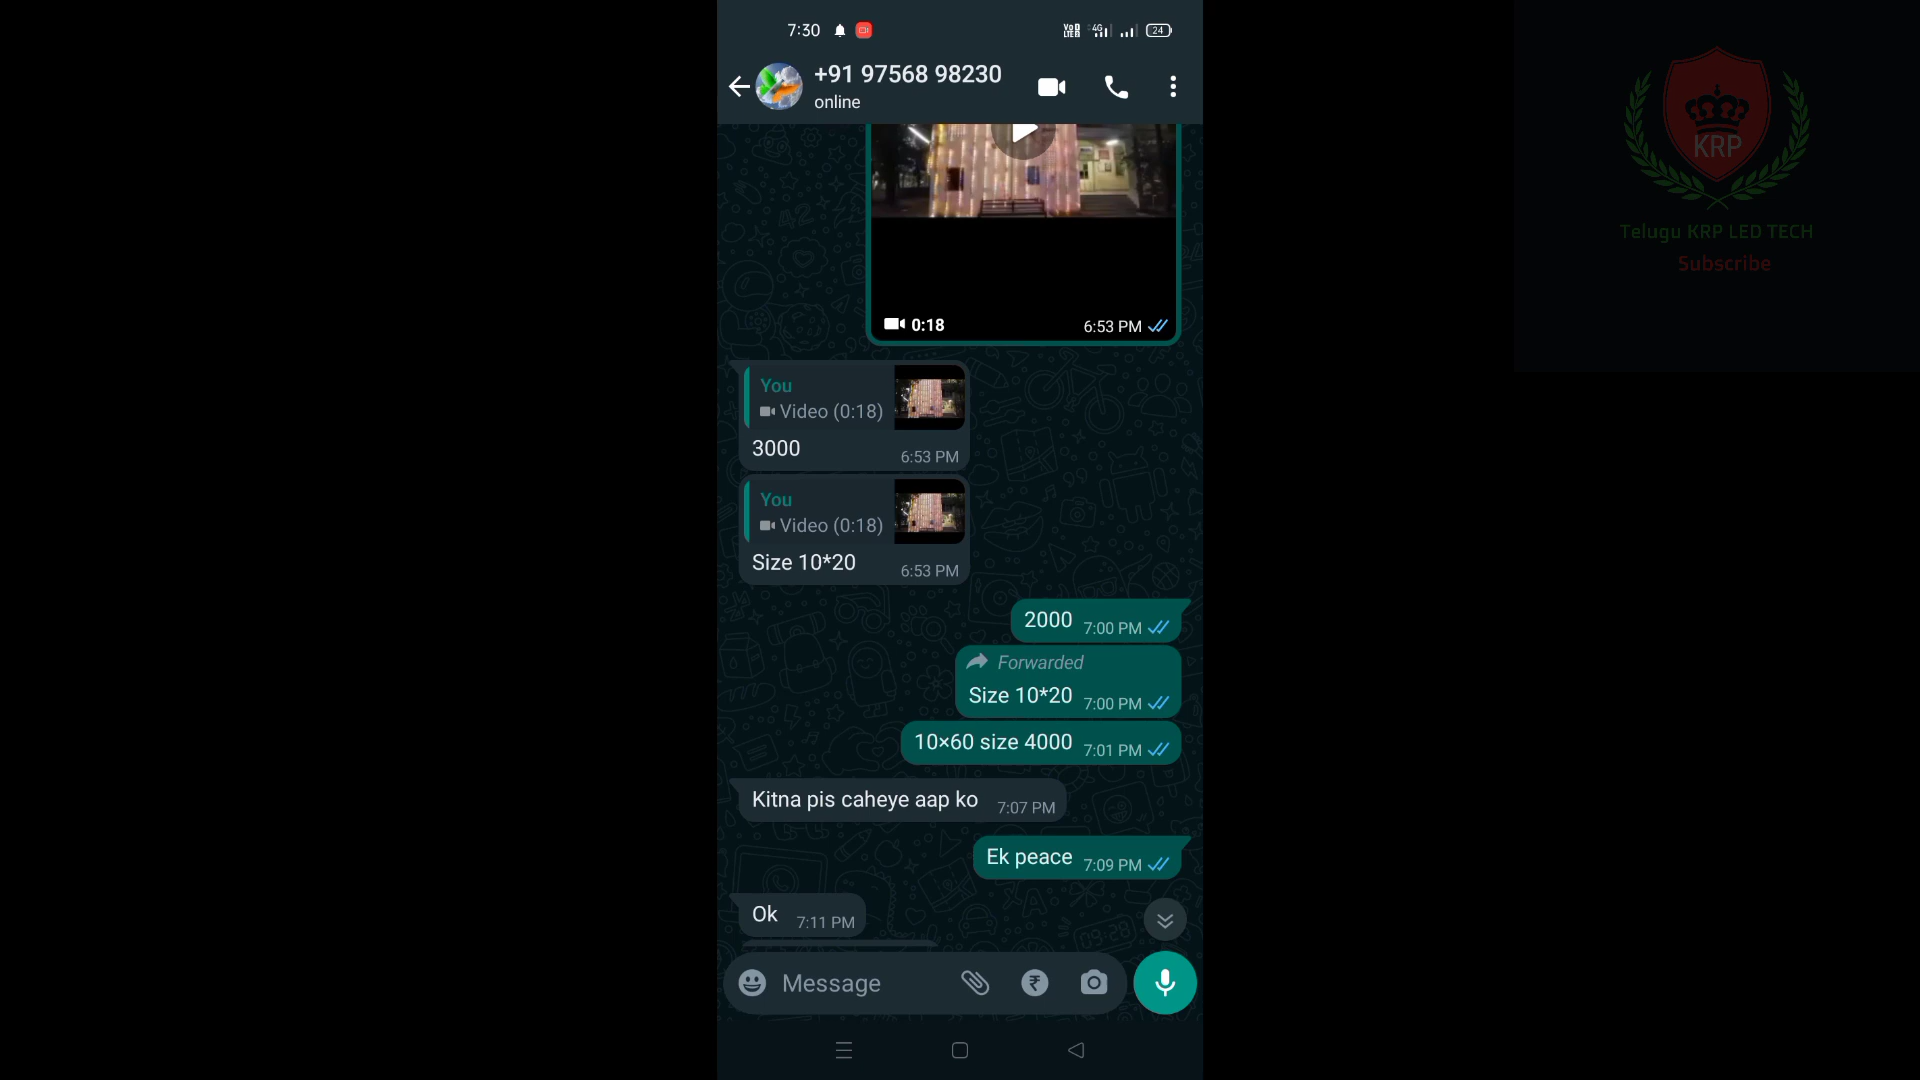 7:30
Vo LTE 4G 24
+91 97568 98230
online
0:18
6:53 PM
You
Video (0:18)
3000
6:53 PM
You
Video (0:18)
Size 10*20
6:53 PM
2000
7:00 PM
Forwarded
Size 10*20
7:00 PM
10×60 size 4000
7:01 PM
Kitna pis caheye aap ko
7:07 PM
Ek peace
7:09 PM
Ok
7:11 PM
Message
KRP
Telugu KRP LED TECH
Subscribe